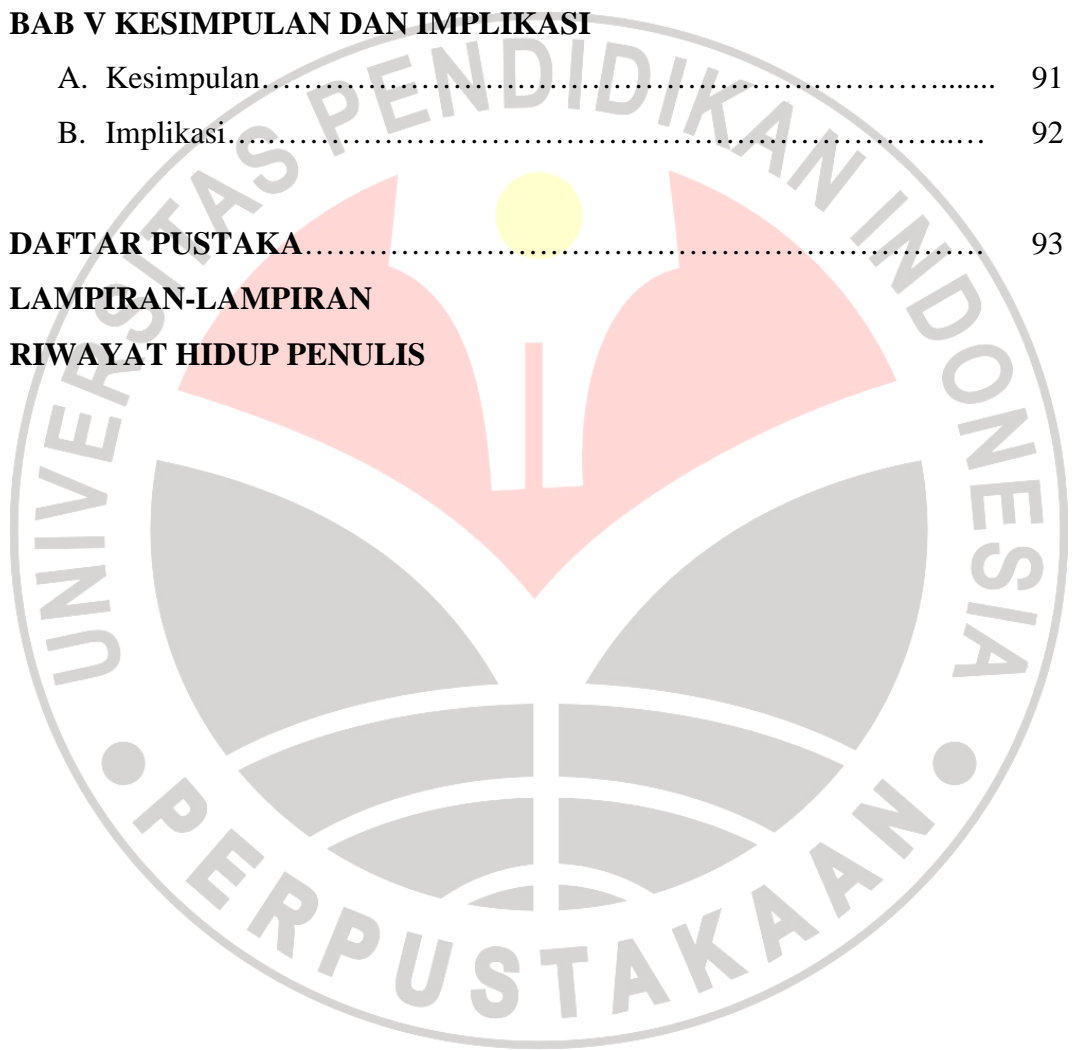 BAB V KESIMPULAN DAN IMPLIKASI
A. Kesimpulan……………………………………………….…………....... 91
B. Implikasi….…………………………………………………………..… 92
DAFTAR PUSTAKA…………………………………………………………. 93
LAMPIRAN-LAMPIRAN
RIWAYAT HIDUP PENULIS
UNIVERSITAS PENDIDIKAN INDONESIA
PERPUSTAKAAN